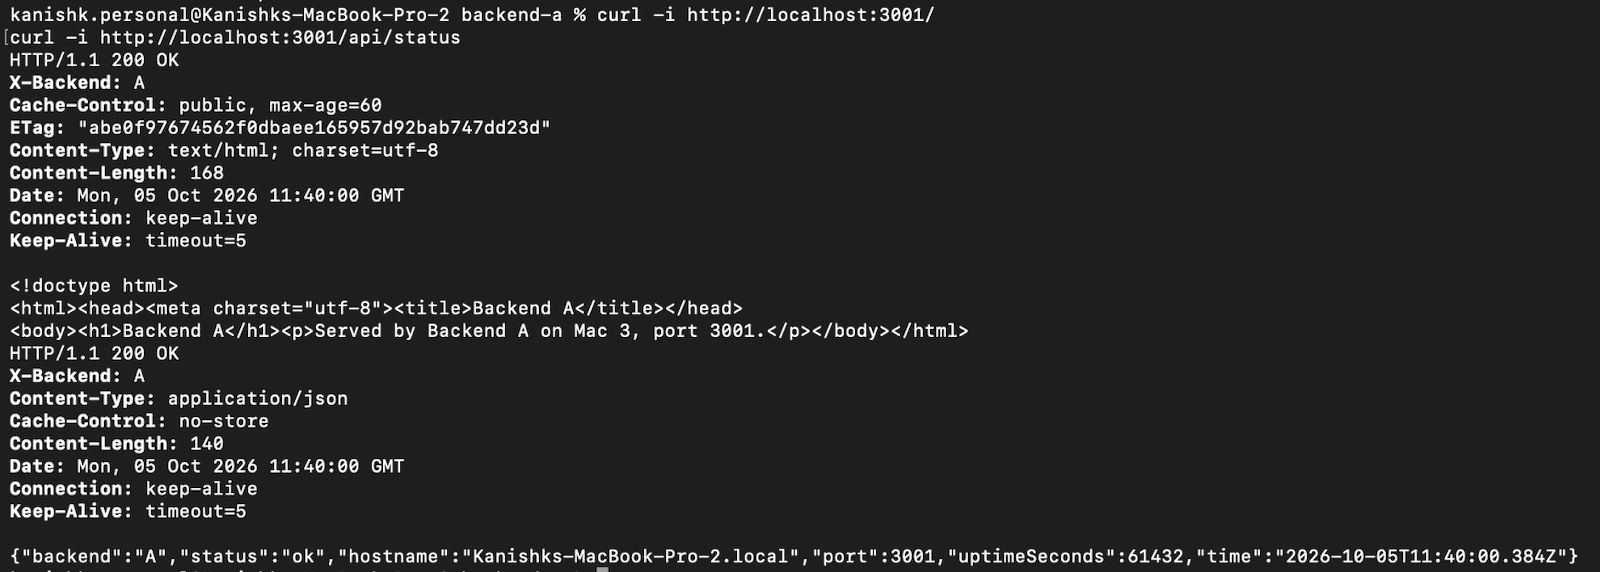 kanishk.personal@Kanishks-MacBook-Pro-2 backend-a % curl -i http://localhost:3001/
[curl -i http://localhost:3001/api/status
HTTP/1.1 200 OK
X-Backend: A
Cache-Control: public, max-age=60
ETag: "abe0f97674562f0dbaee165957d92bab747dd23d"
Content-Type: text/html; charset=utf-8
Content-Length: 168
Date: Mon, 05 Oct 2026 11:40:00 GMT
Connection: keep-alive
Keep-Alive: timeout=5
<!doctype html>
<html><head><meta charset="utf-8"><title>Backend A</title></head>
<body><h1>Backend A</h1><p>Served by Backend A on Mac 3, port 3001.</p></body></html>
HTTP/1.1 200 OK
X-Backend: A
Content-Type: application/json
Cache-Control: no-store
Content-Length: 140
Date: Mon, 05 Oct 2026 11:40:00 GMT
Connection: keep-alive
Keep-Alive: timeout=5
{"backend":"A","status":"ok","hostname":"Kanishks-MacBook-Pro-2.local","port":3001,"uptimeSeconds":61432,"time":"2026-10-05T11:40:00.384Z"}